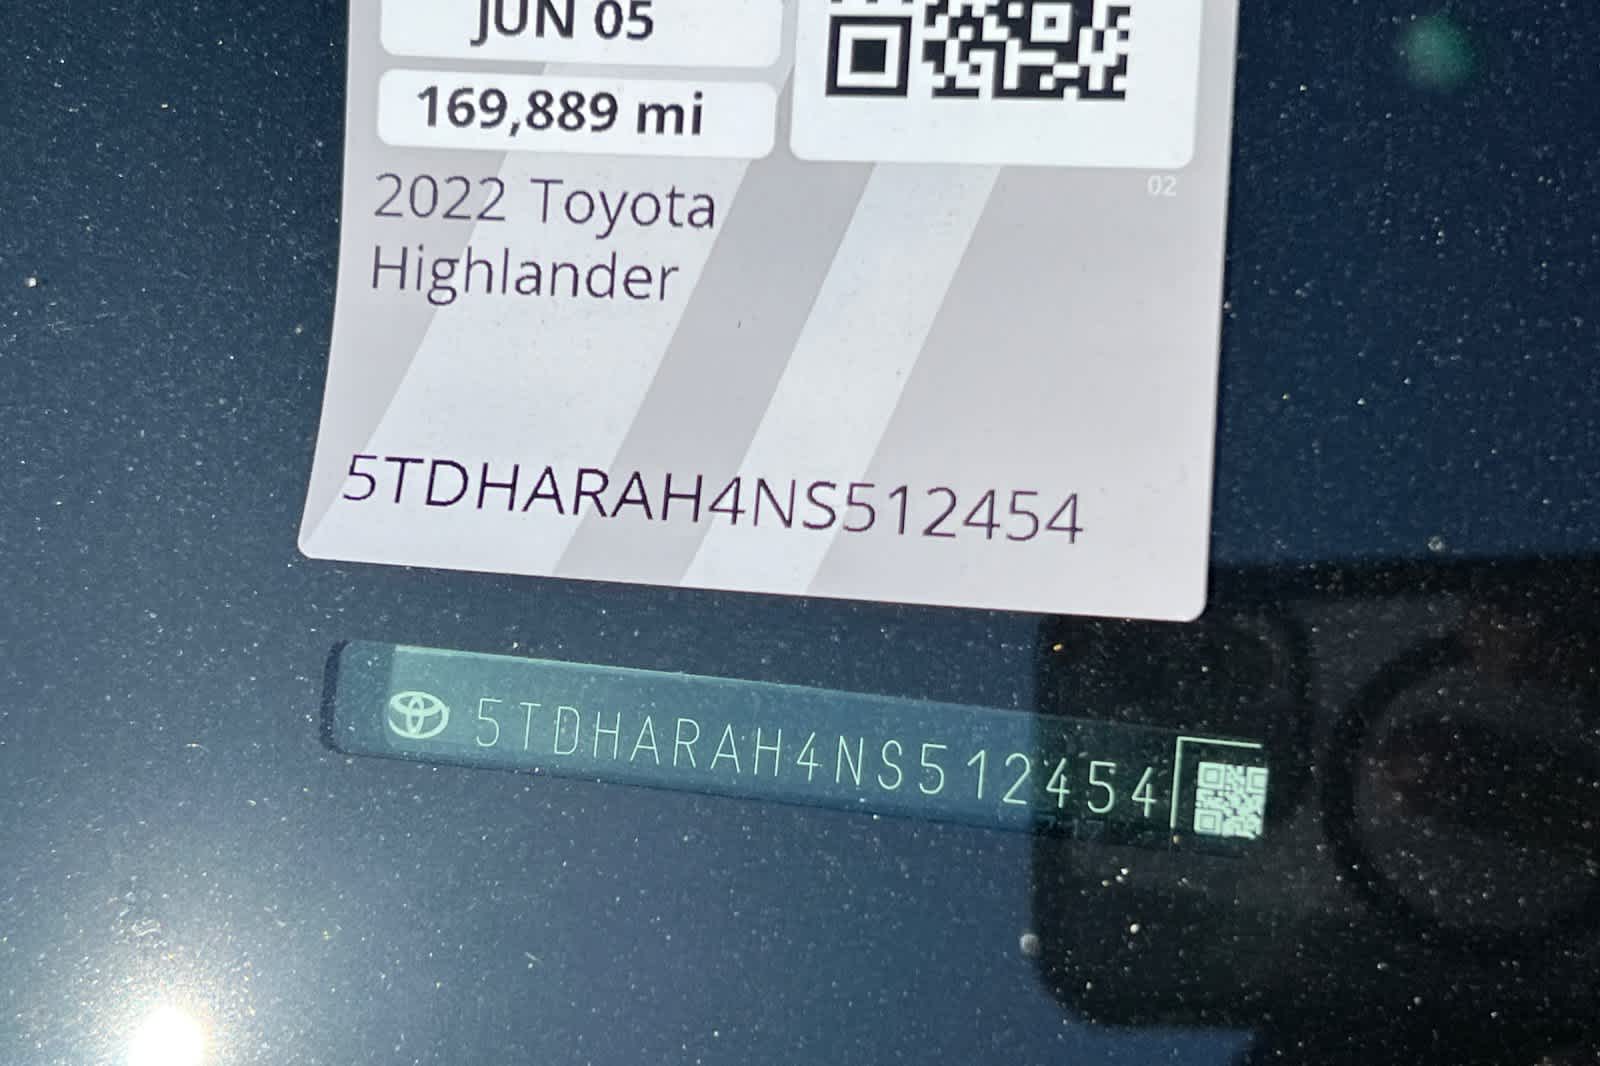 JUN 05
169,889 mi
02
2022 Toyota
Highlander
5TDHARAH4NS512454
5TDHARAH4NS512454